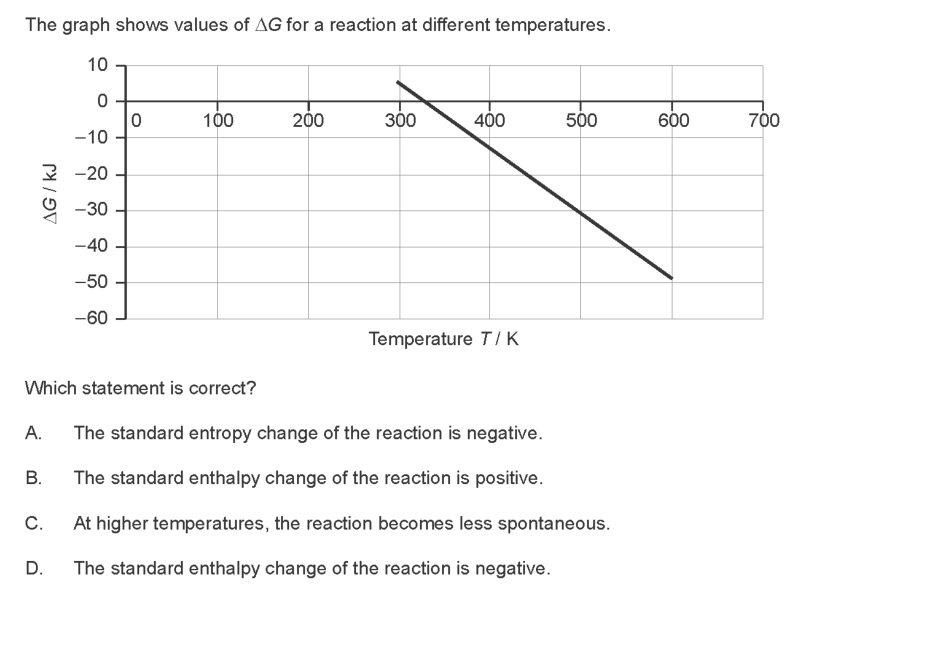 The graph shows values of ΔG for a reaction at different temperatures.
10
0
0 100 200 300 400 500 600 700
–10
–20
–30
–40
–50
–60
ΔG / kJ
Temperature T / K
Which statement is correct?
A. The standard entropy change of the reaction is negative.
B. The standard enthalpy change of the reaction is positive.
C. At higher temperatures, the reaction becomes less spontaneous.
D. The standard enthalpy change of the reaction is negative.